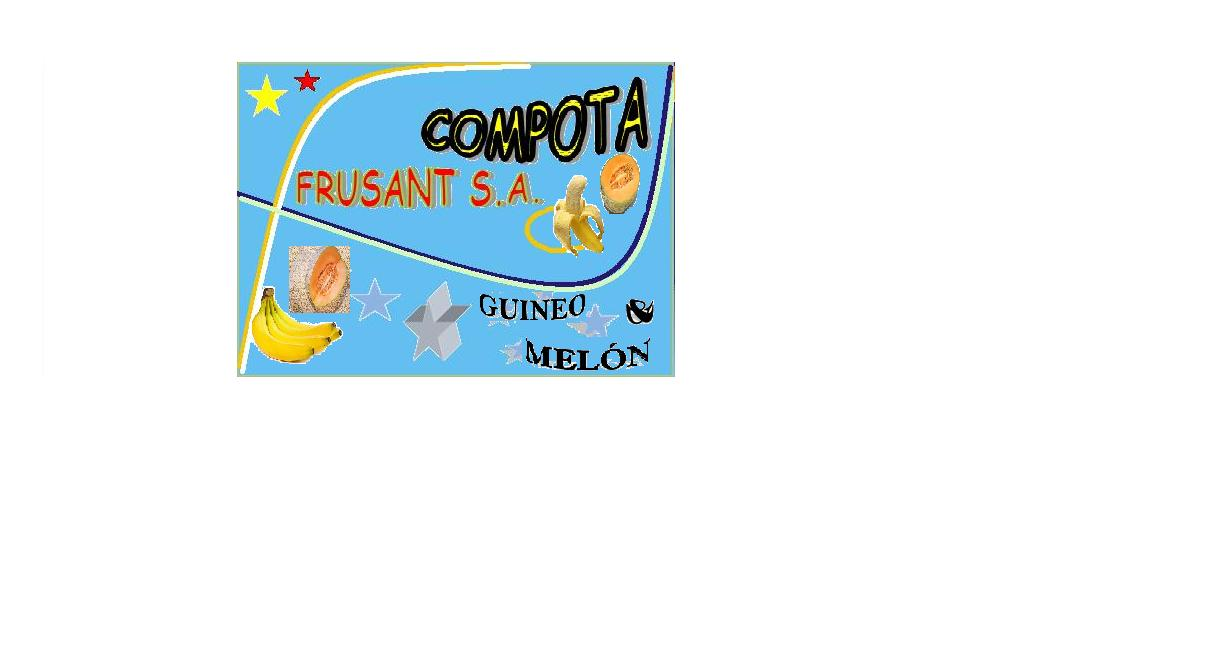 COMPOTA
FRUSANT S.A.
GUINEO &
MELÓN